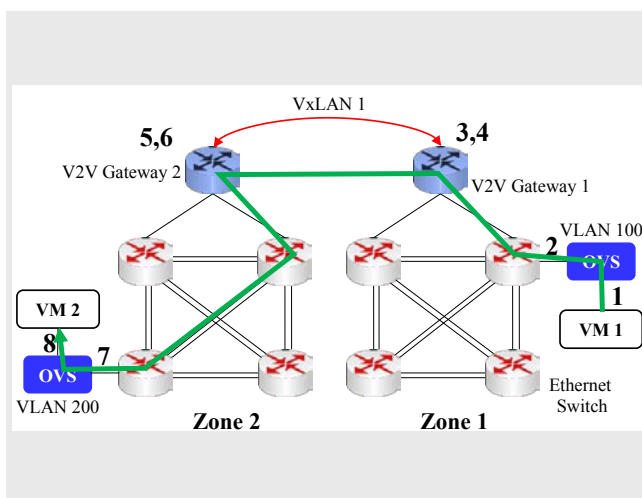 VxLAN 1
5,6
3,4
V2V Gateway 2
V2V Gateway 1
VLAN 100
2
OVS
1
VM 2
VM 1
8
7
OVS
VLAN 200
Ethernet
Switch
Zone 2
Zone 1